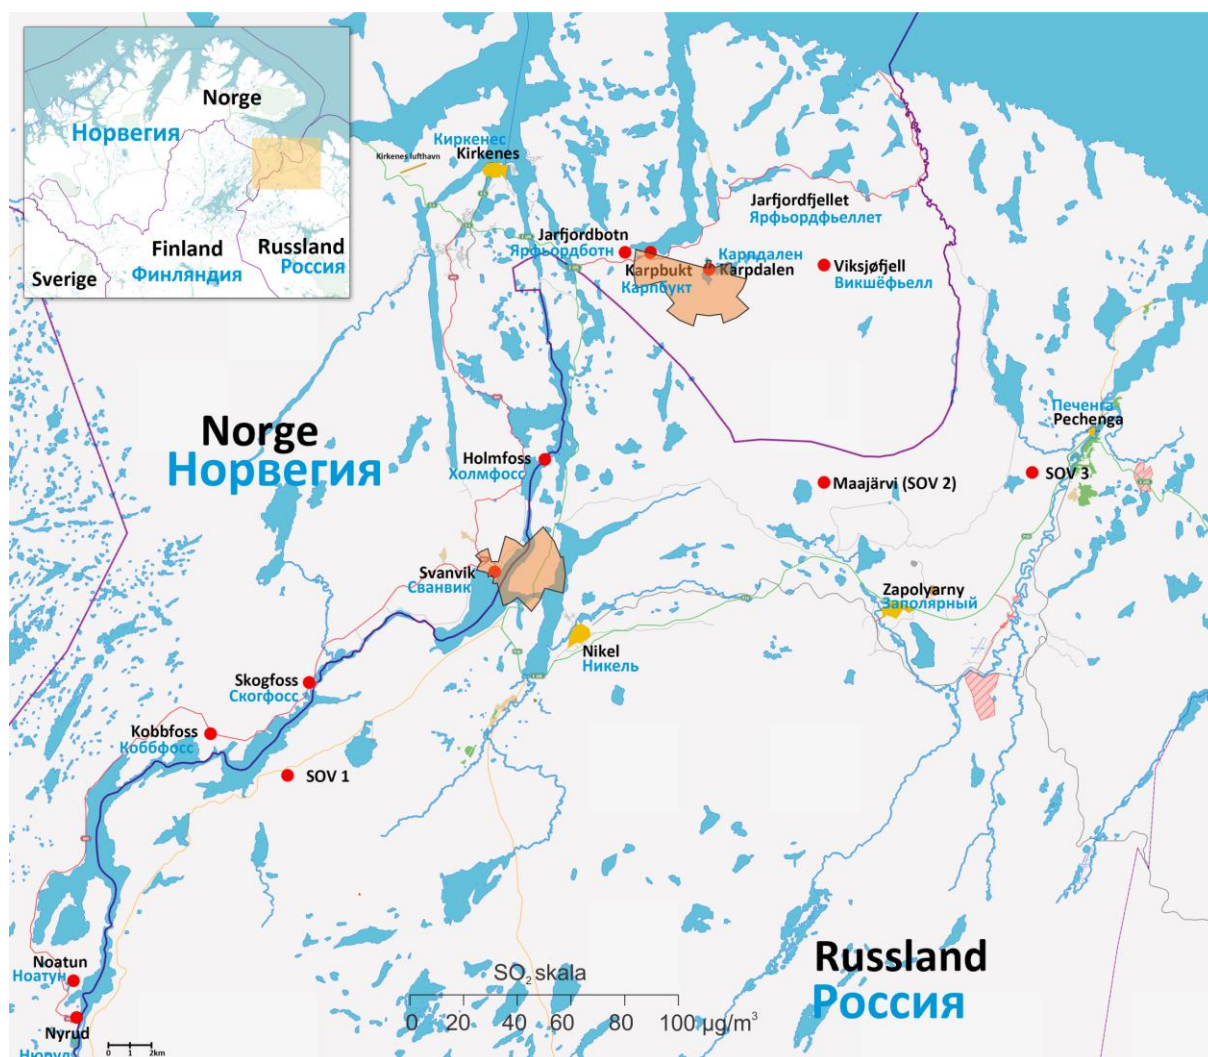 Norge
Норвегия
Finland
Финляндия
Russland
Россия
Sverige
Киркенес
Kirkenes
Kirkenes lufthavn
Jarfjordbotn
Ярфьордботн
Jarfjordfjellet
Ярфьордфьеллет
Карпдален
Karpdalen
Karpbukt
Карпбукт
Viksjøfjell
Викшёфьелл
Norge
Норвегия
Печенга
Pechenga
Holmfoss
Холмфосс
Maajärvi (SOV 2)
SOV 3
Svanvik
Сванвик
Zapolyarny
Заполярный
Nikel
Никель
Skogfoss
Скогфосс
Kobbfoss
Коббфосс
SOV 1
Russland
Россия
Noatun
Ноатун
Nyrud
SO2 skala
0 20 40 60 80 100 µg/m³
0 1 2km